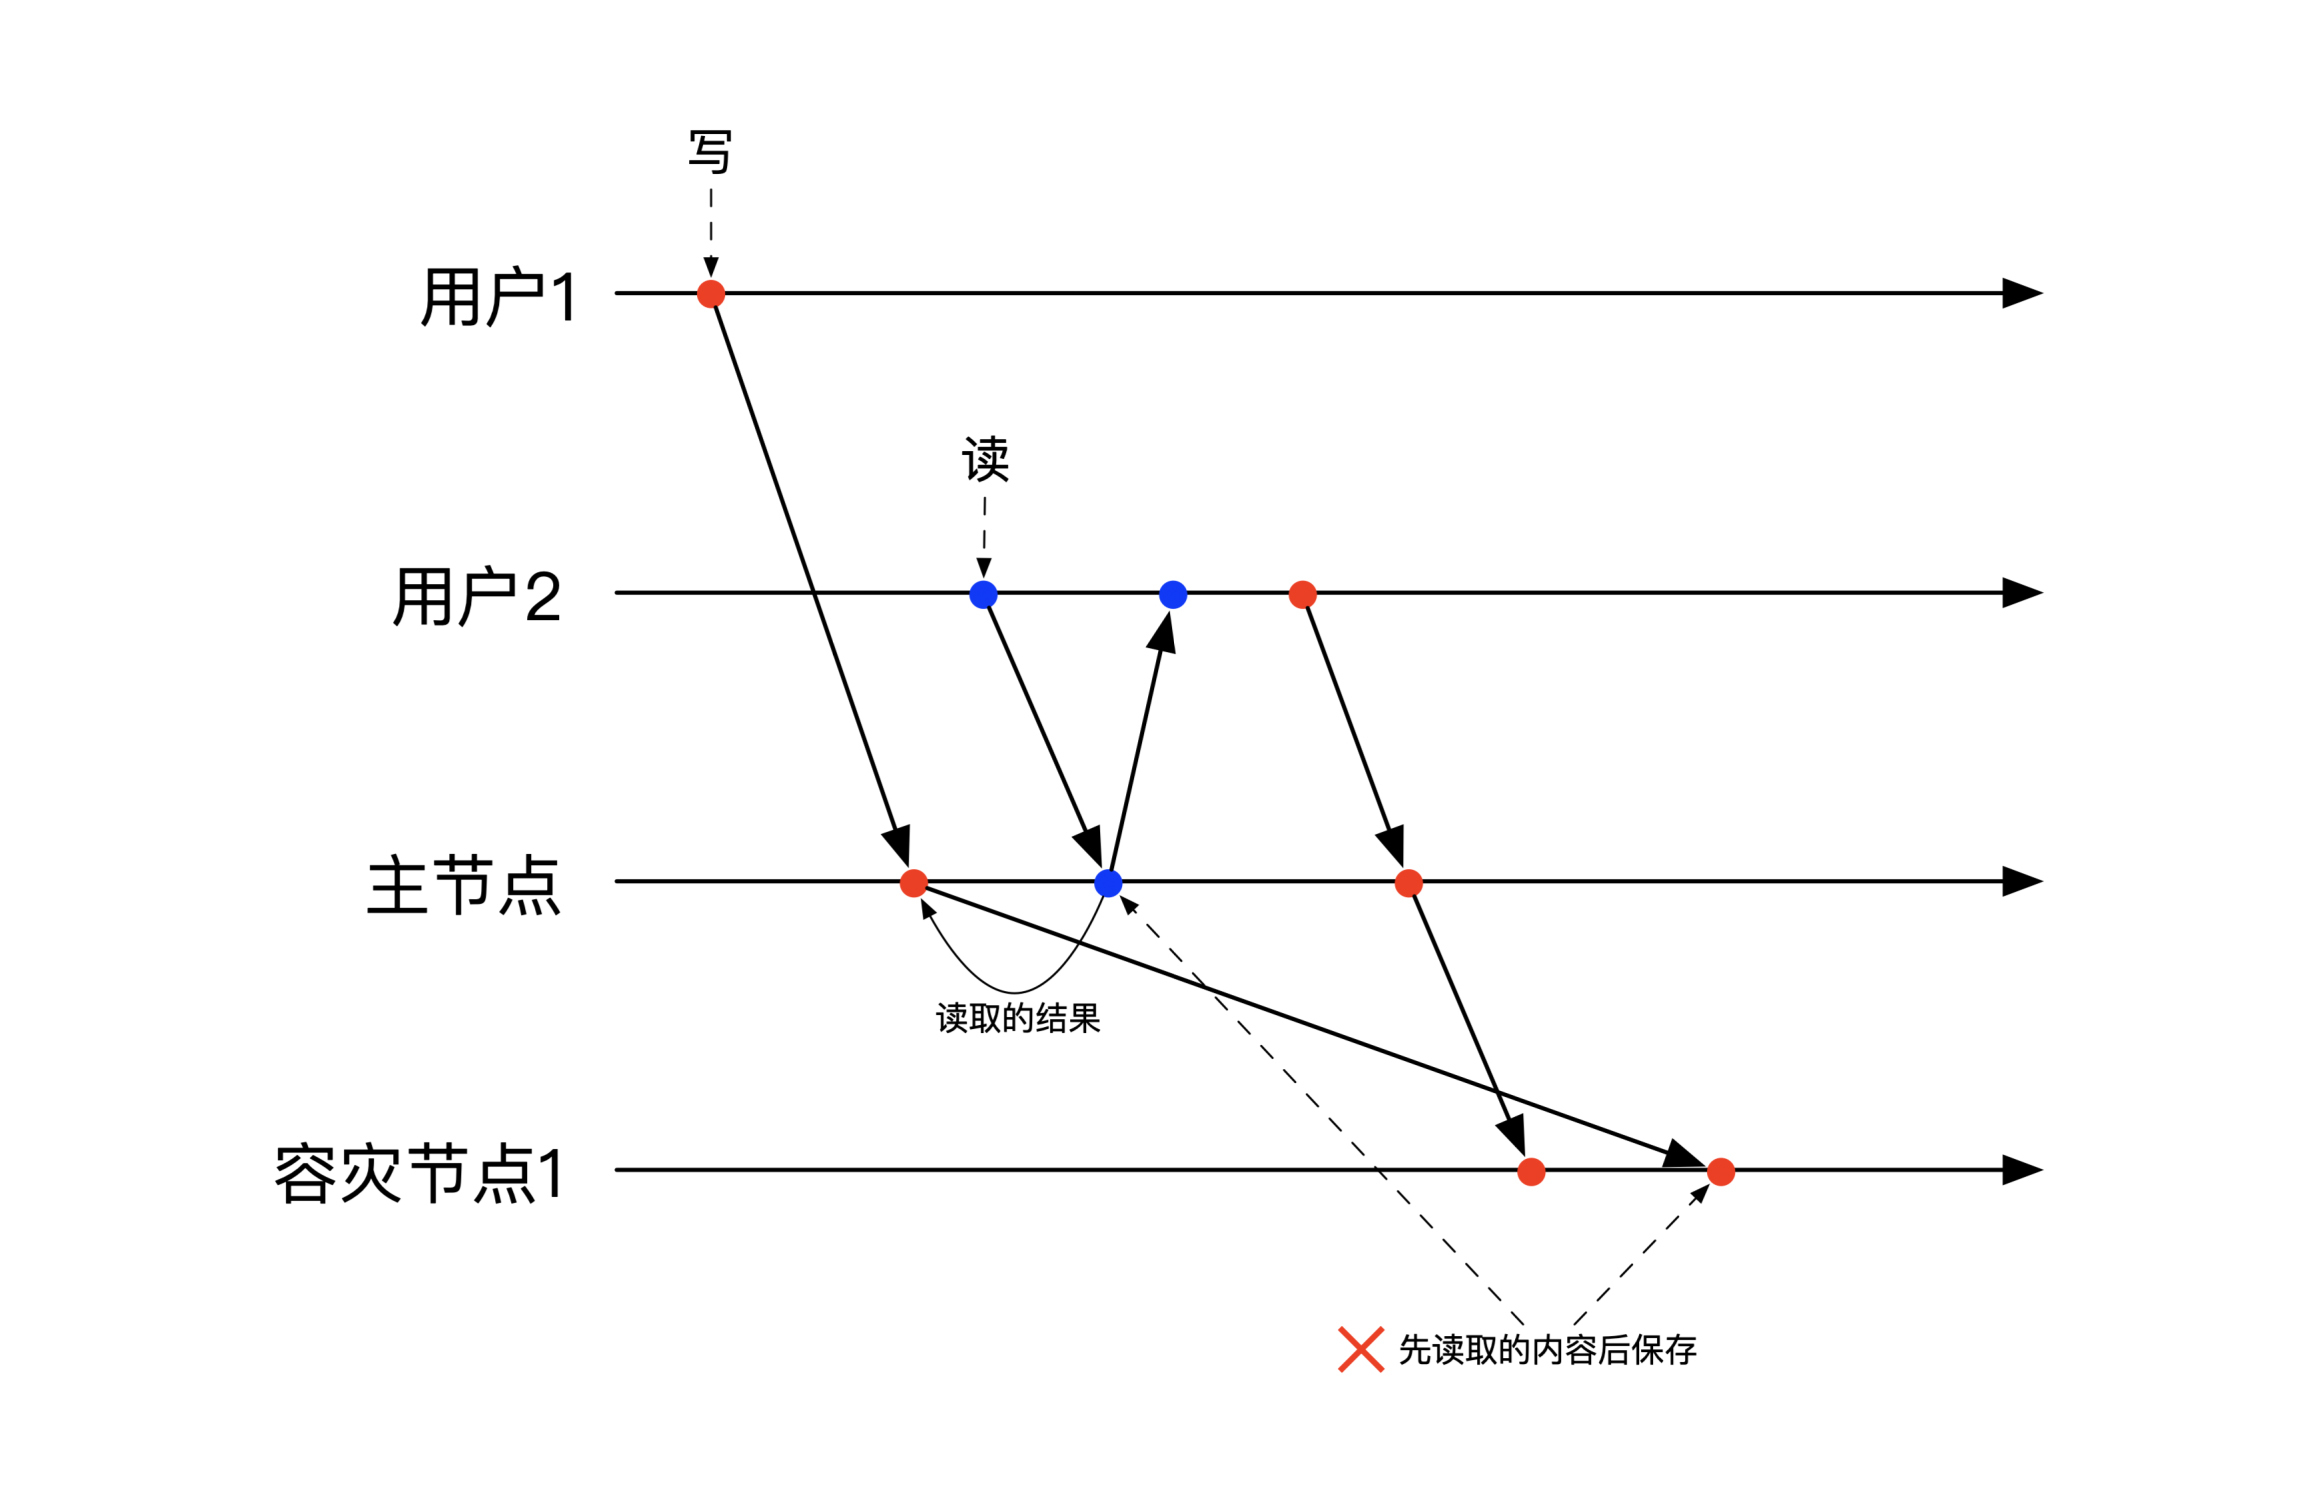 写
用户1
读
用户2
主节点
读取的结果
容灾节点1
先读取的内容后保存